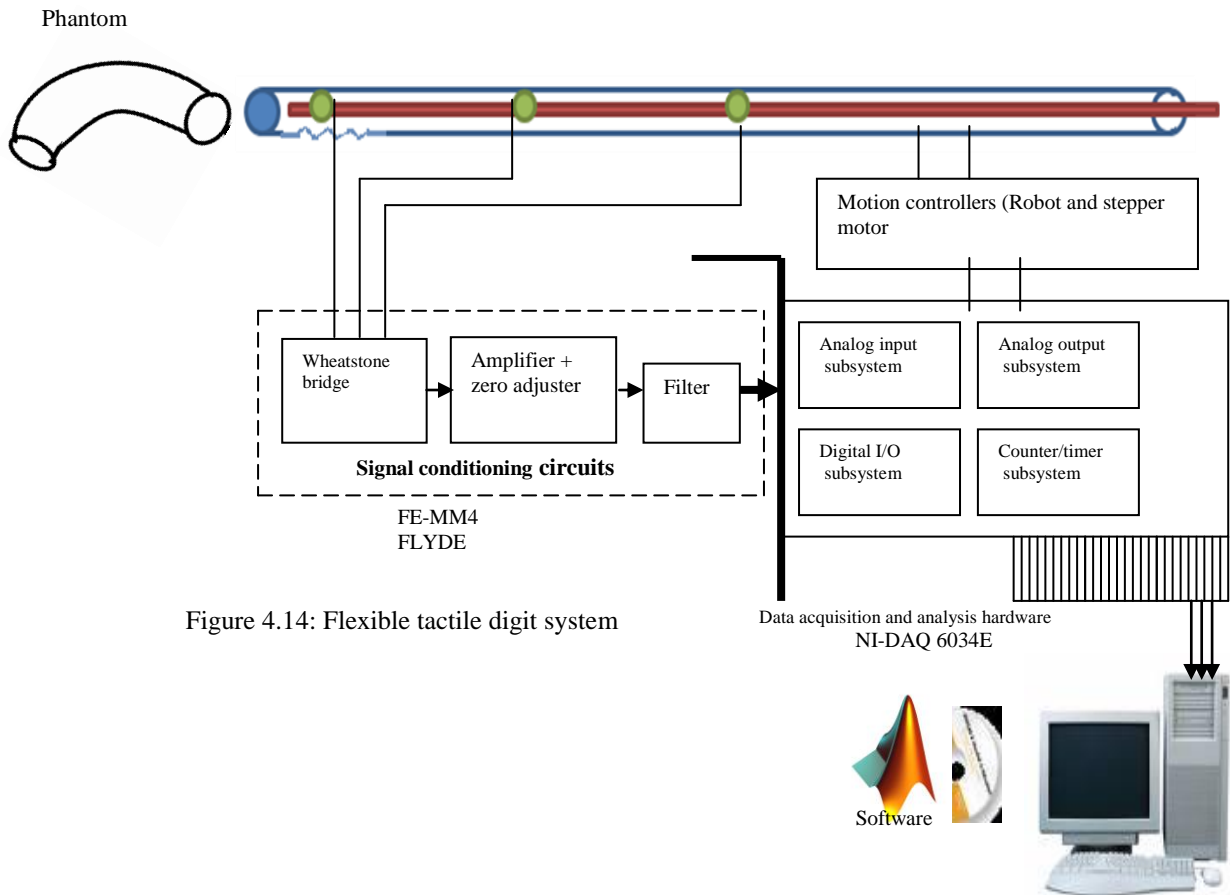 Phantom
Motion controllers (Robot and stepper
motor
Wheatstone
bridge
Amplifier +
zero adjuster
Filter
Signal conditioning circuits
FE-MM4
FLYDE
Analog input
subsystem
Analog output
subsystem
Digital I/O
subsystem
Counter/timer
subsystem
Figure 4.14: Flexible tactile digit system
Data acquisition and analysis hardware
NI-DAQ 6034E
Software